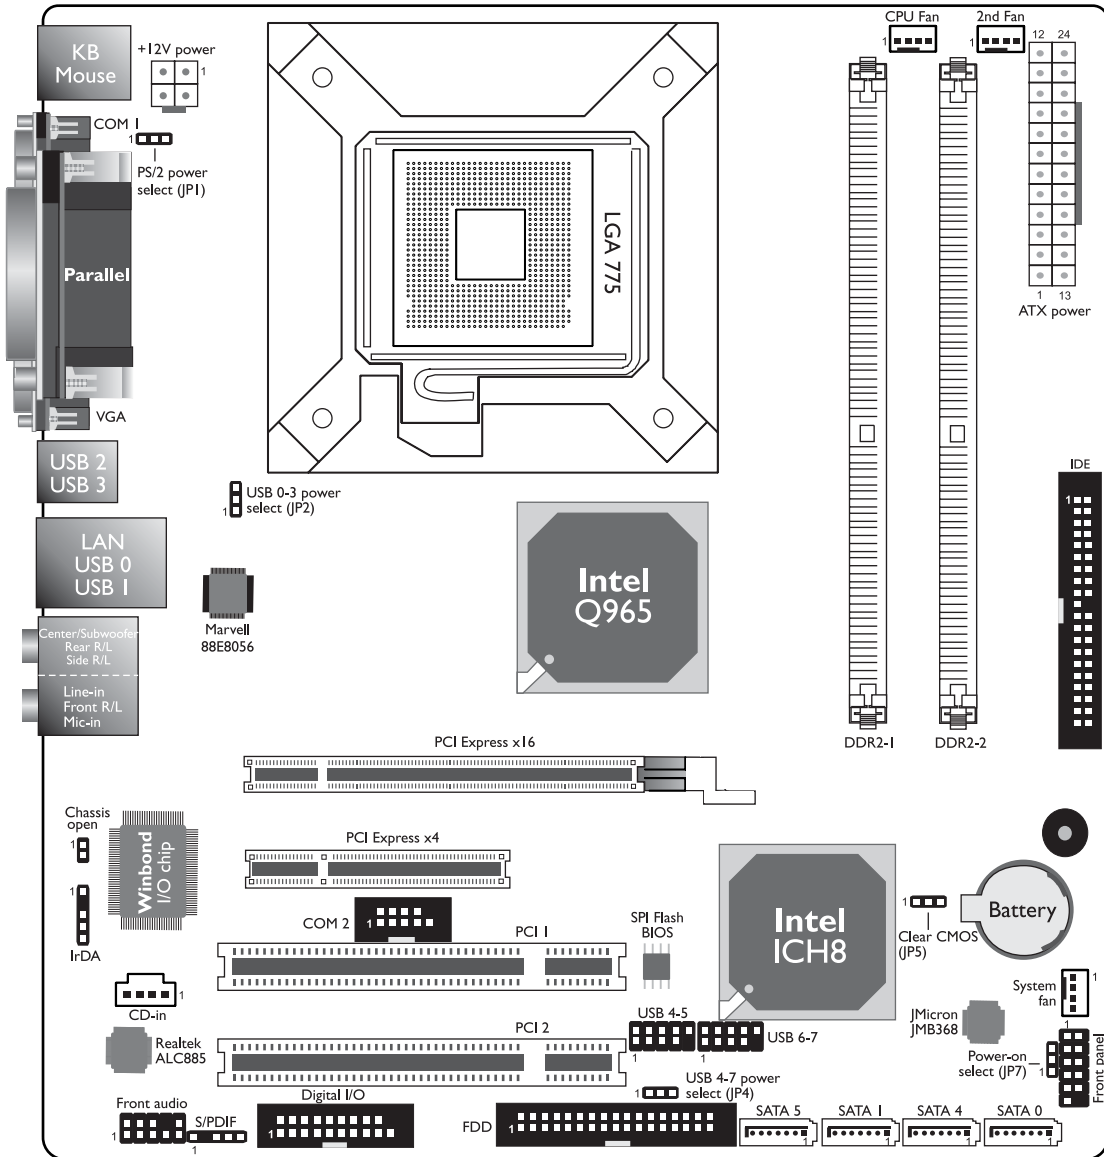 CPU Fan
2nd Fan
1
1
12 24
KB
Mouse
+12V power
1
COM 1
1
PS/2 power
select (JP1)
LGA 775
Parallel
1 13
ATX power
VGA
USB 2
USB 3
IDE
1
USB 0-3 power
select (JP2)
1
LAN
USB 0
USB 1
Intel
Q965
Marvell
88E8056
Center/Subwoofer
Rear R/L
Side R/L
Line-in
Front R/L
Mic-in
DDR2-1
DDR2-2
PCI Express x16
Chassis
open
1
Winbond
I/O chip
PCI Express x4
1
IrDA
COM 2
1
PCI 1
SPI Flash
BIOS
Intel
ICH8
1
Clear CMOS
(JP5)
Battery
1
CD-in
System
fan
1
JMicron
JMB368
USB 4-5
1
USB 6-7
1
PCI 2
Realtek
ALC885
Power-on
select (JP7)
1
1
Front panel
USB 4-7 power
select (JP4)
1
Front audio
1
S/PDIF
1
Digital I/O
1
FDD
1
SATA 5
1
SATA 1
1
SATA 4
1
SATA 0
1